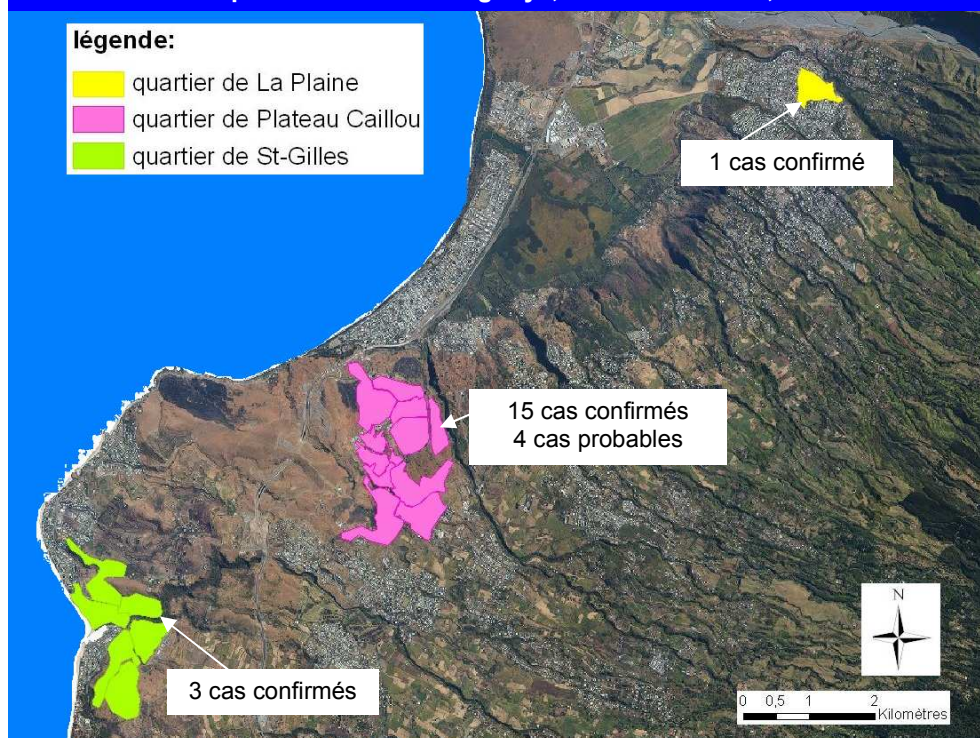 légende:
quartier de La Plaine
quartier de Plateau Caillou
quartier de St-Gilles
1 cas confirmé
15 cas confirmés
4 cas probables
3 cas confirmés
N
0 0,5 1 2
Kilomètres